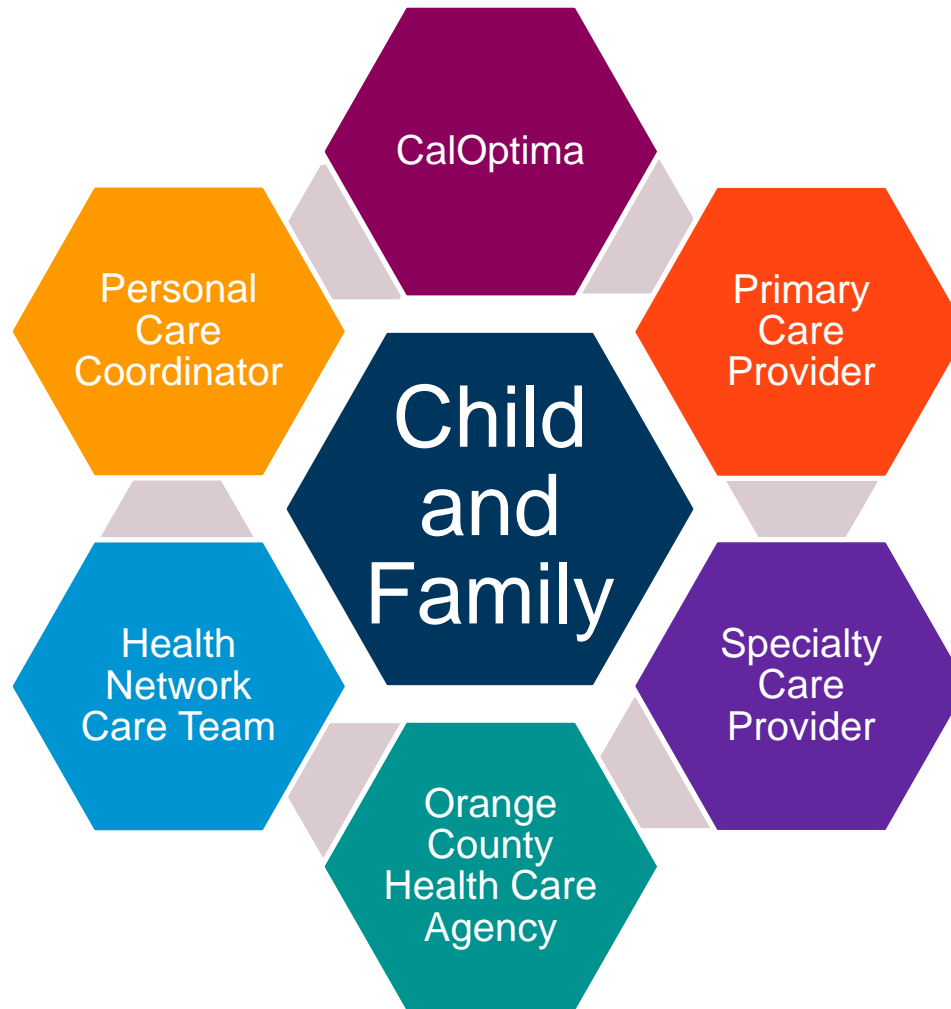 CalOptima
Personal
Care
Coordinator
Primary
Care
Provider
Child
and
Family
Health
Network
Care Team
Specialty
Care
Provider
Orange
County
Health Care
Agency